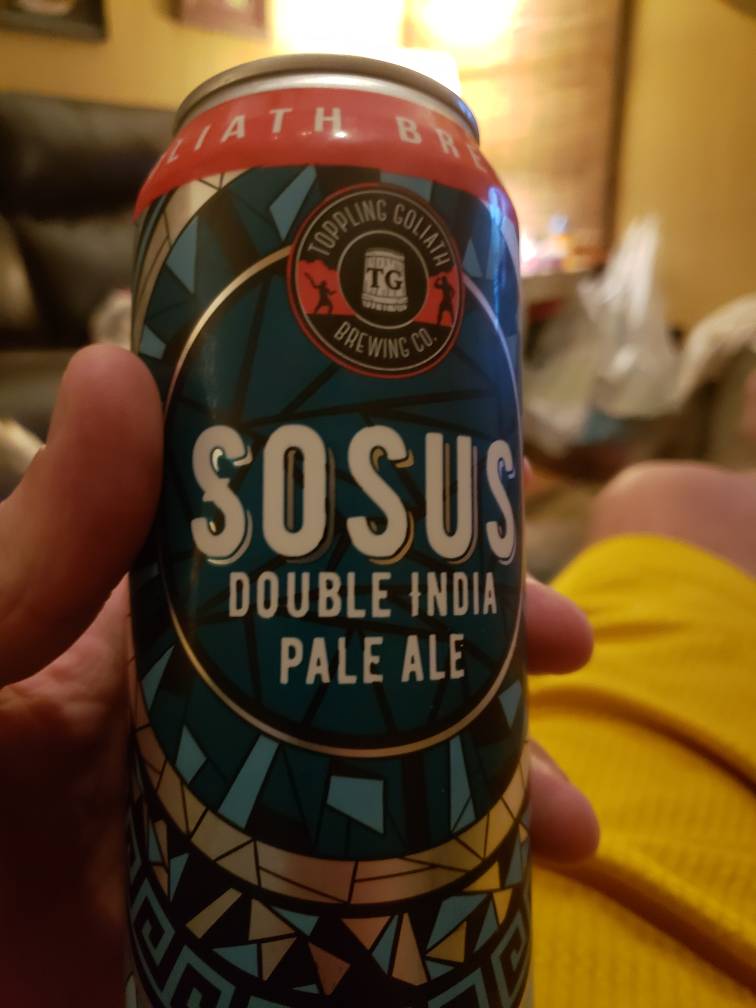 LIATH BRE
TOPPLING GOLIATH
TG
BREWING CO.
SOSUS
DOUBLE INDIA
PALE ALE